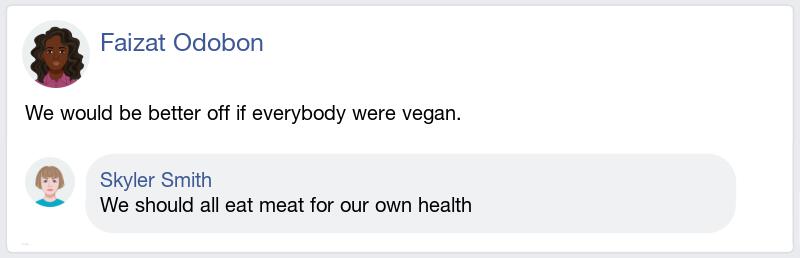 Faizat Odobon
We would be better off if everybody were vegan.
Skyler Smith
We should all eat meat for our own health